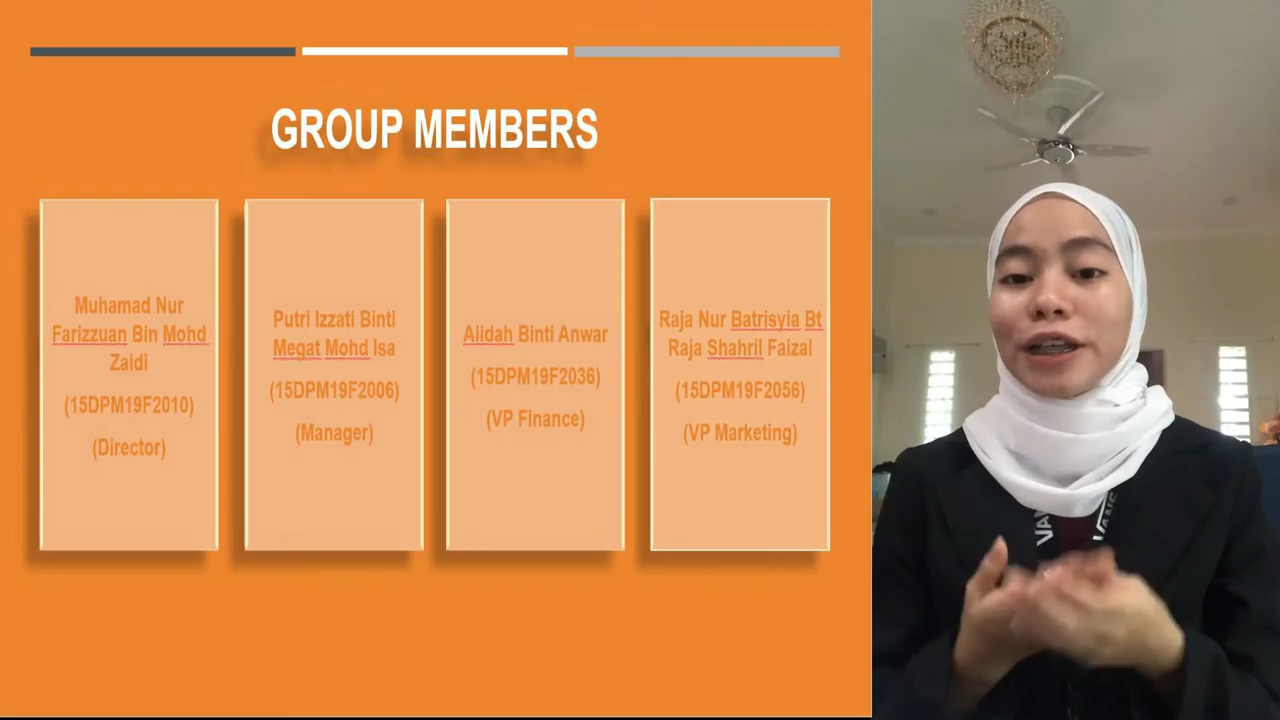 GROUP MEMBERS
Muhamad Nur
Farizzuan Bin Mohd
Zaidi
(15DPM19F2010)
(Director)
Putri Izzati Binti
Megat Mohd Isa
(15DPM19F2006)
(Manager)
Aiidah Binti Anwar
(15DPM19F2036)
(VP Finance)
Raja Nur Batrisyia Bt
Raja Shahril Faizal
(15DPM19F2056)
(VP Marketing)
VANS